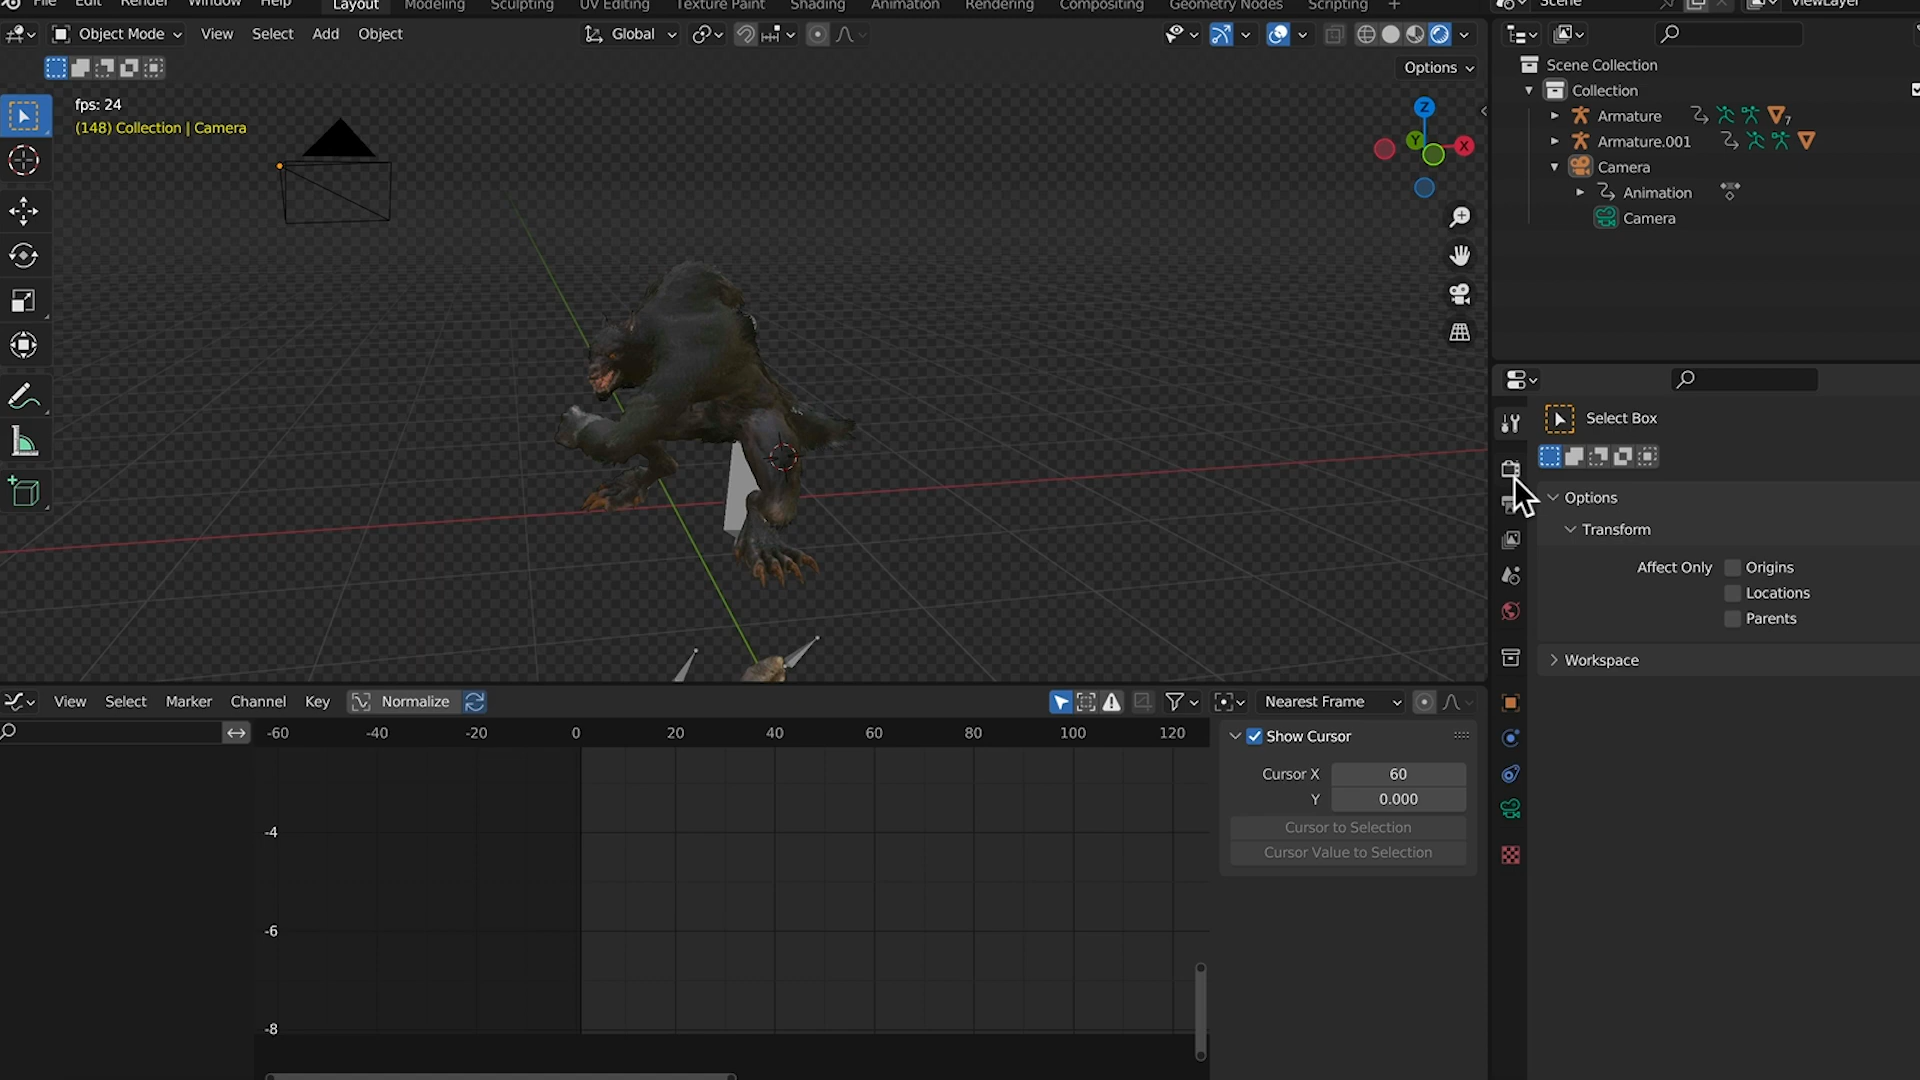 File Edit Render Window Help Layout Modeling Sculpting UV Editing Texture Paint Shading Animation Rendering Compositing Geometry Nodes Scripting + Scene ViewLayer
Object Mode View Select Add Object Global
Options
fps: 24
(148) Collection | Camera
Z
Y
X
Scene Collection
Collection
Armature 7
Armature.001
Camera
Animation
Camera
Select Box
Options
Transform
Affect Only Origins
Locations
Parents
Workspace
View Select Marker Channel Key Normalize Nearest Frame
-60 -40 -20 0 20 40 60 80 100 120
-4
-6
-8
Show Cursor
Cursor X 60
Y 0.000
Cursor to Selection
Cursor Value to Selection